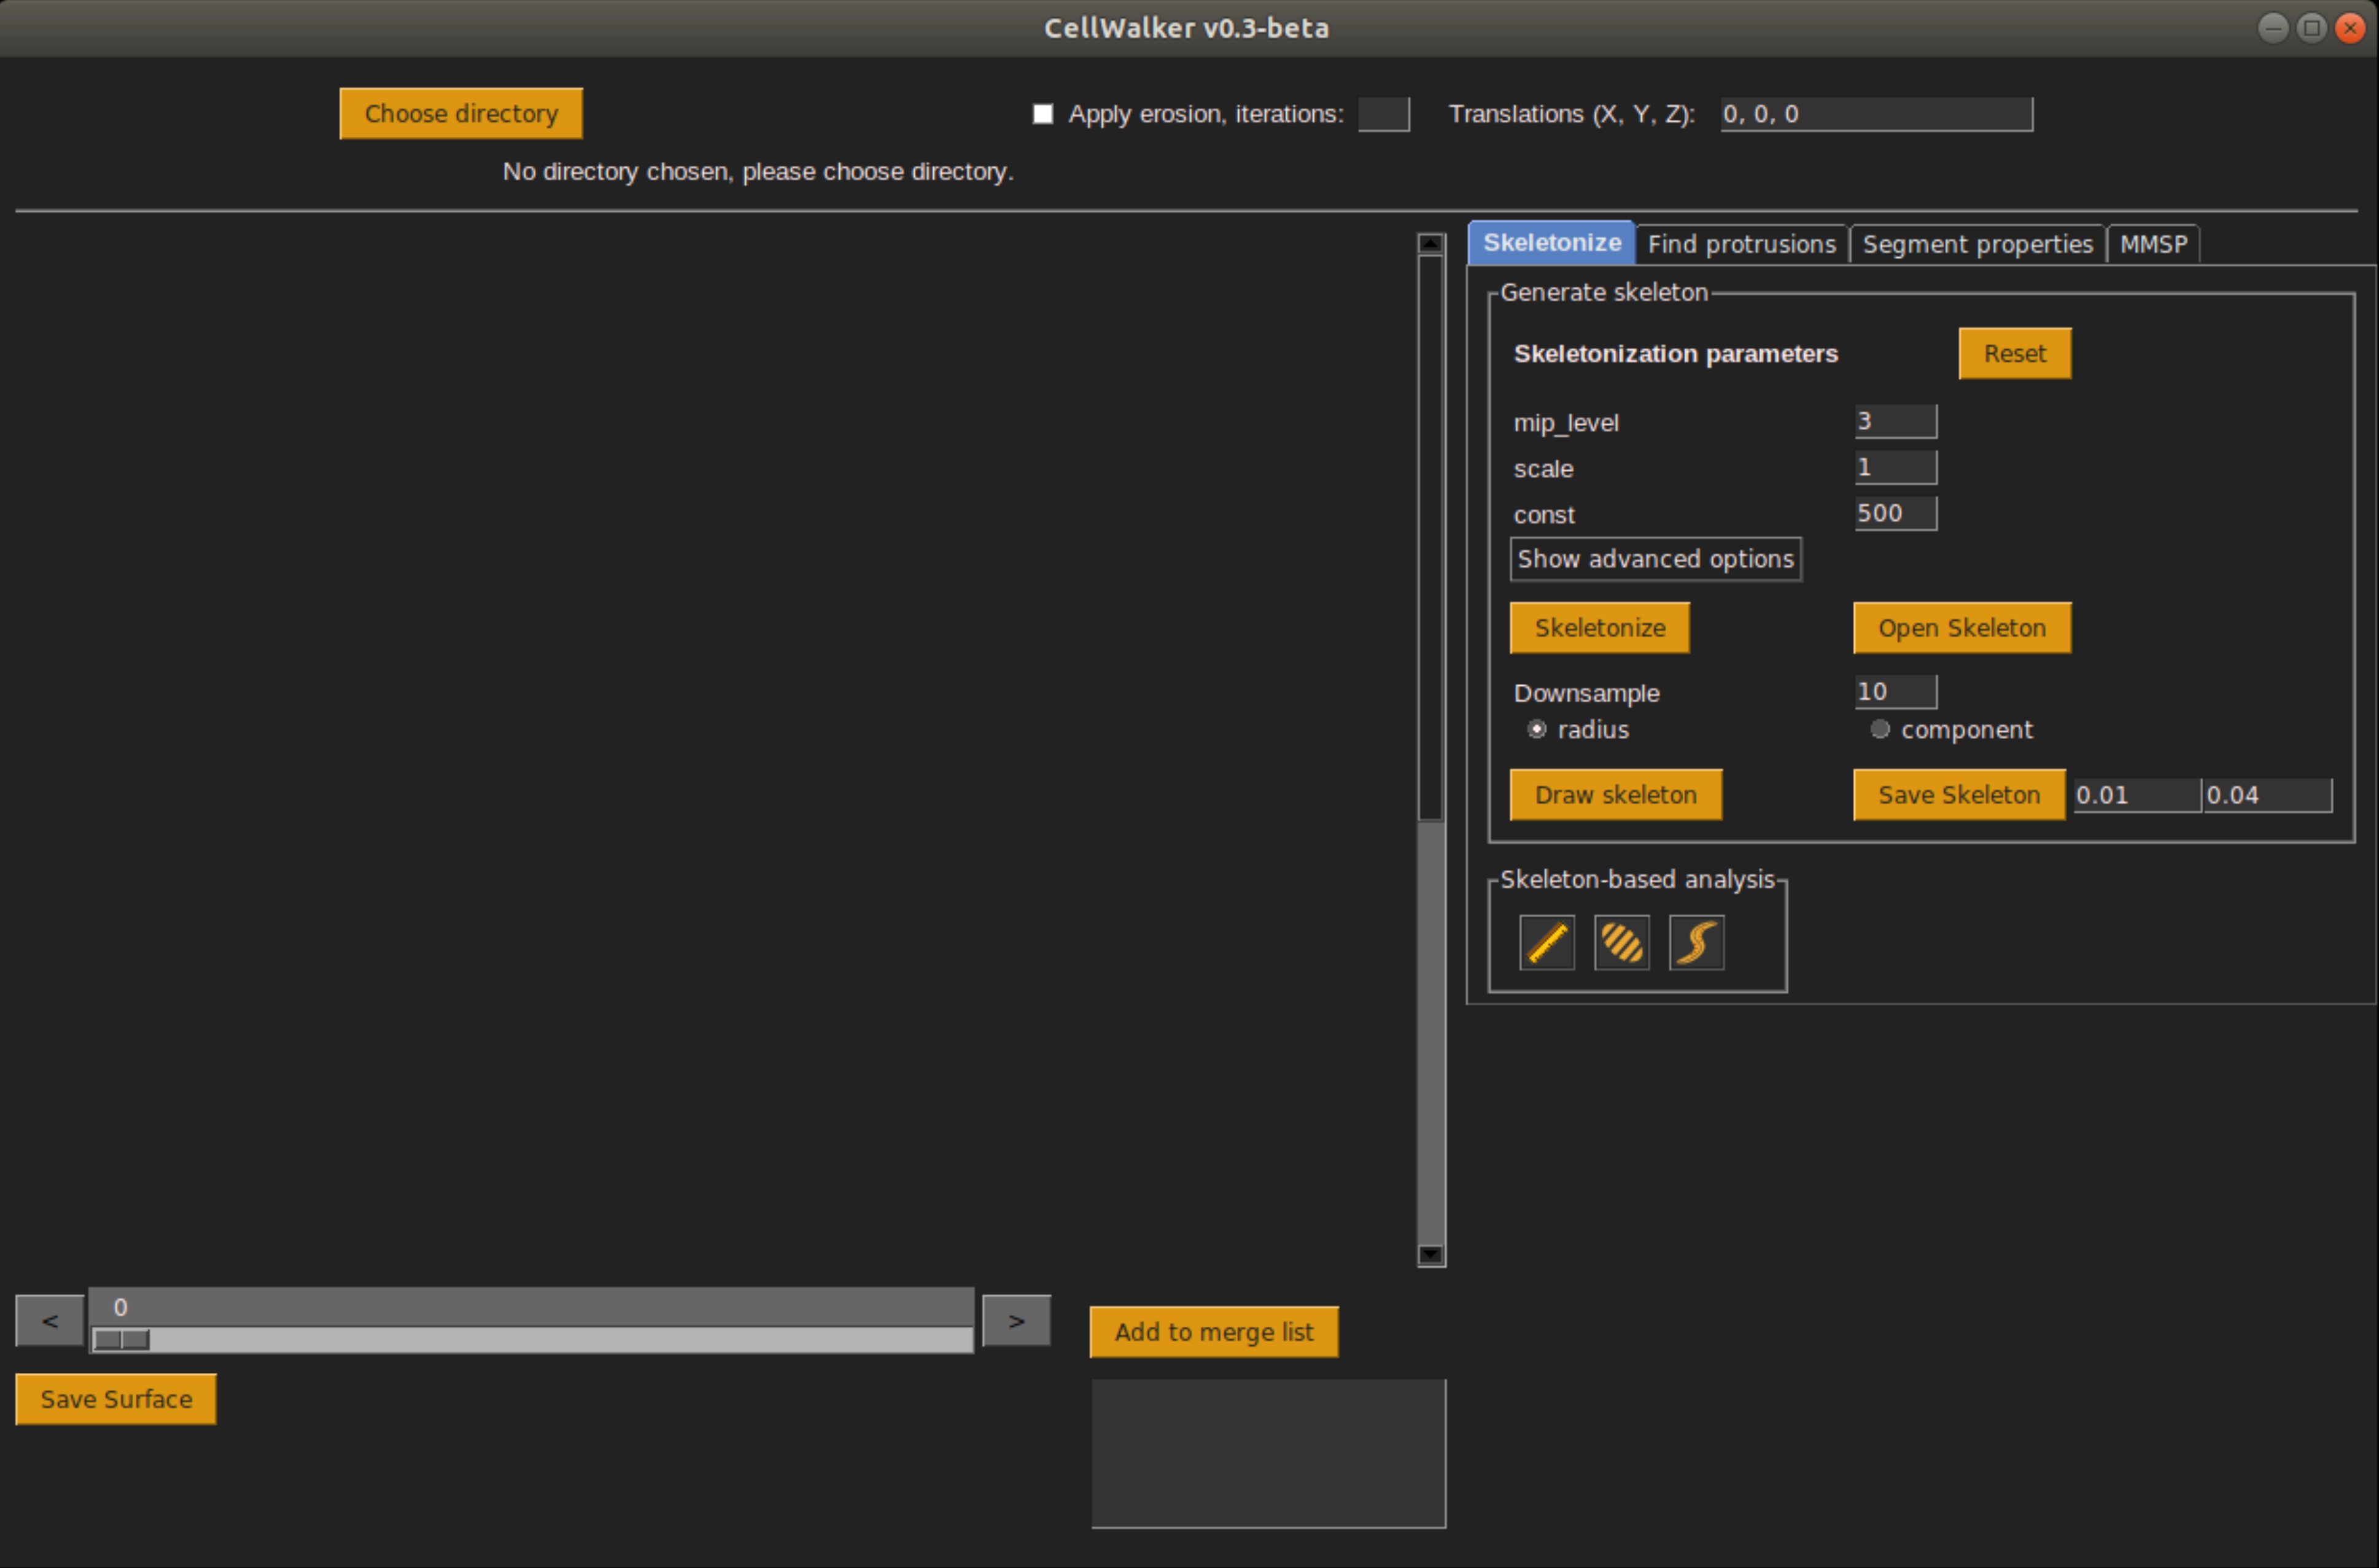 CellWalker v0.3-beta
Choose directory
Apply erosion, iterations:
Translations (X, Y, Z): 0, 0, 0
No directory chosen, please choose directory.
Skeletonize Find protrusions Segment properties MMSP
Generate skeleton
Skeletonization parameters Reset
mip_level 3
scale 1
const 500
Show advanced options
Skeletonize Open Skeleton
Downsample 10
radius component
Draw skeleton Save Skeleton 0.01 0.04
Skeleton-based analysis
0
< >
Add to merge list
Save Surface